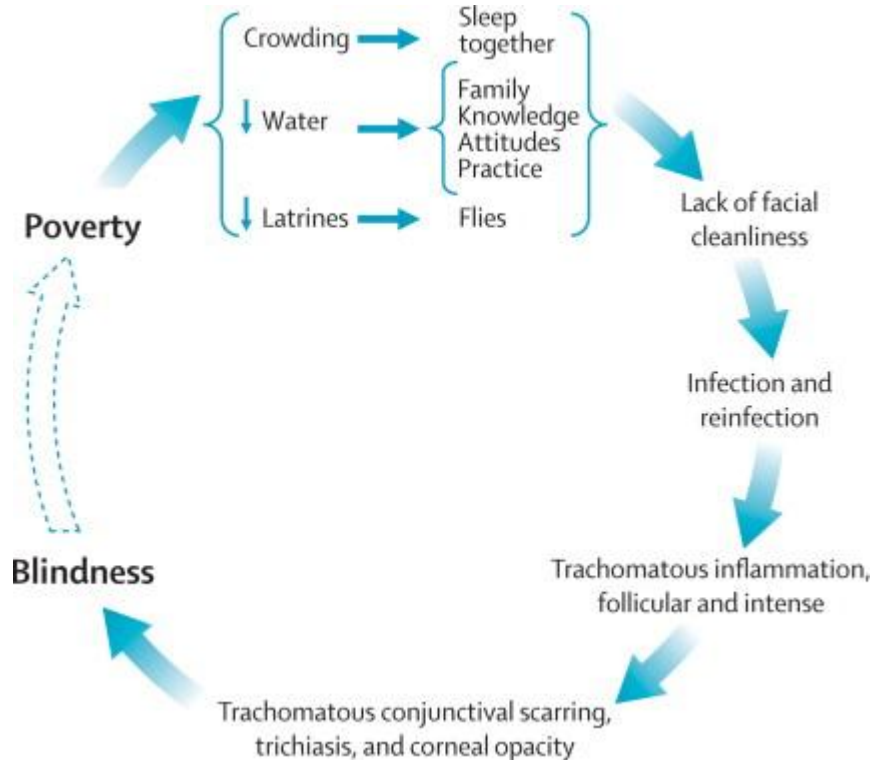 Crowding
Sleep
together
↓ Water
Family
Knowledge
Attitudes
Practice
↓ Latrines
Flies
Lack of facial
cleanliness
Infection and
reinfection
Trachomatous inflammation,
follicular and intense
Trachomatous conjunctival scarring,
trichiasis, and corneal opacity
Blindness
Poverty